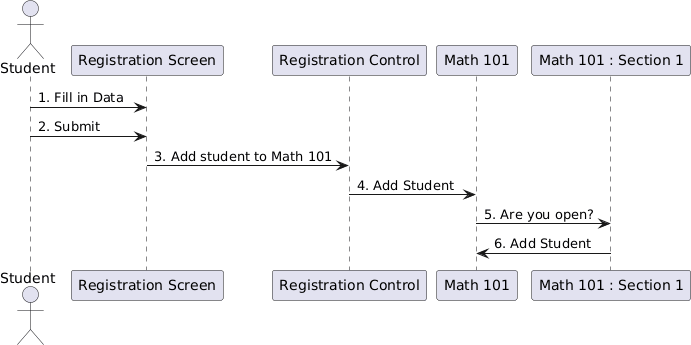 Student
Registration Screen
Registration Control
Math 101
Math 101 : Section 1
1. Fill in Data
2. Submit
3. Add student to Math 101
4. Add Student
5. Are you open?
6. Add Student
Student
Registration Screen
Registration Control
Math 101
Math 101 : Section 1